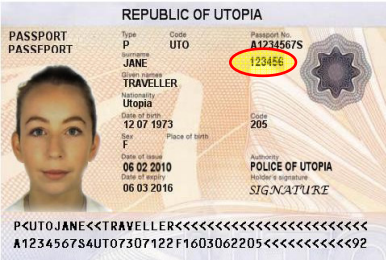 REPUBLIC OF UTOPIA
PASSPORT
PASSEPORT
Type Code Passport No.
P UTO A1234567S
Surname
JANE 123456
Given names
TRAVELLER
Nationality
Utopia
Date of birth Code
12 07 1973 205
Sex Place of birth
F
Date of issue Authority
06 02 2010 POLICE OF UTOPIA
Date of expiry Holder's signature
06 03 2016 SIGNATURE
P<UTOJANE<<TRAVELLER<<<<<<<<<<<<<<<<<<<<<<<<
A1234567S4UTO7307122F1603062205<<<<<<<<<<<92